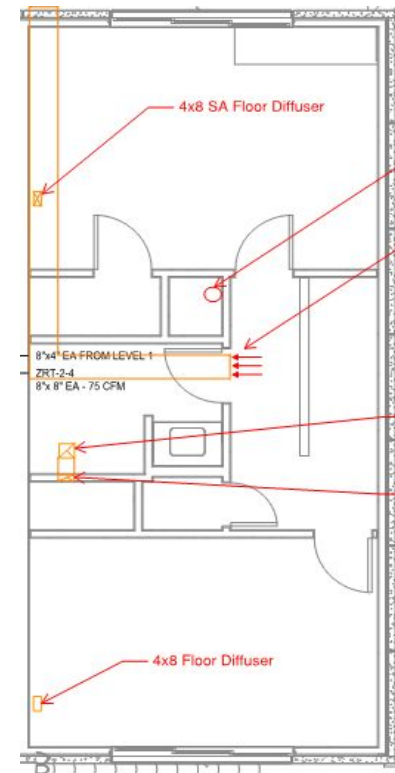 4x8 SA Floor Diffuser
8"x4" EA FROM LEVEL 1
ZRT-2-4
8"x 8" EA - 75 CFM
4x8 Floor Diffuser